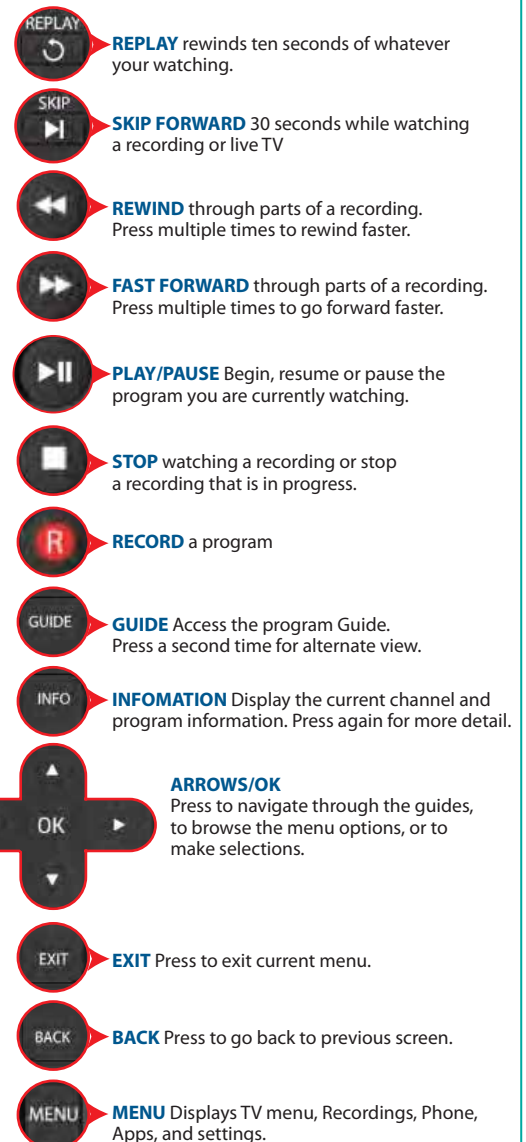 REPLAY
REPLAY rewinds ten seconds of whatever
your watching.
SKIP
SKIP FORWARD 30 seconds while watching
a recording or live TV
REWIND through parts of a recording.
Press multiple times to rewind faster.
FAST FORWARD through parts of a recording.
Press multiple times to go forward faster.
PLAY/PAUSE Begin, resume or pause the
program you are currently watching.
STOP watching a recording or stop
a recording that is in progress.
R
RECORD a program
GUIDE
GUIDE Access the program Guide.
Press a second time for alternate view.
INFO
INFOMATION Display the current channel and
program information. Press again for more detail.
OK
ARROWS/OK
Press to navigate through the guides,
to browse the menu options, or to
make selections.
EXIT
EXIT Press to exit current menu.
BACK
BACK Press to go back to previous screen.
MENU
MENU Displays TV menu, Recordings, Phone,
Apps, and settings.